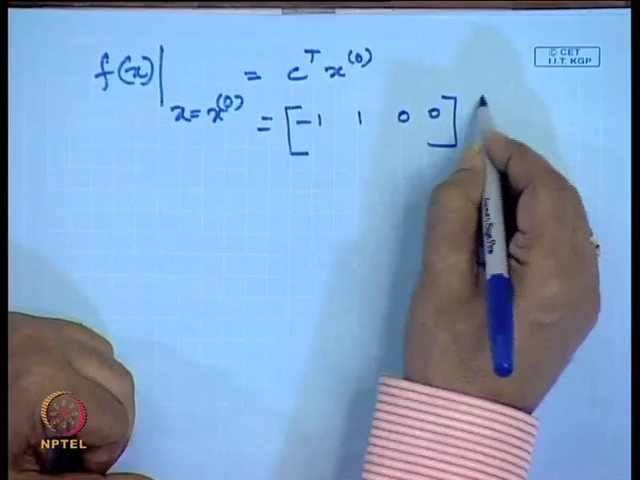 f(x)| = c^T x^(0)
x = x^(0)
= [-1 1 0 0]
© CET
I.I.T. KGP
NPTEL